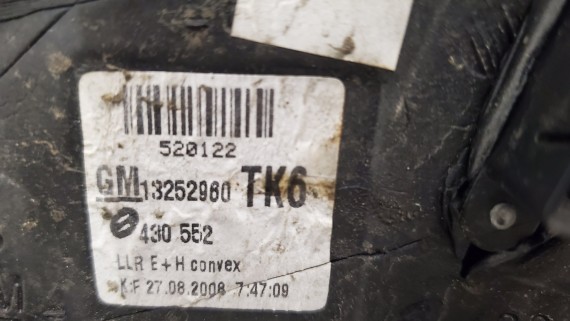 520122
GM 13252960 TK6
430 552
LLR E+H convex
K:F 27.08.2008 7:47:09